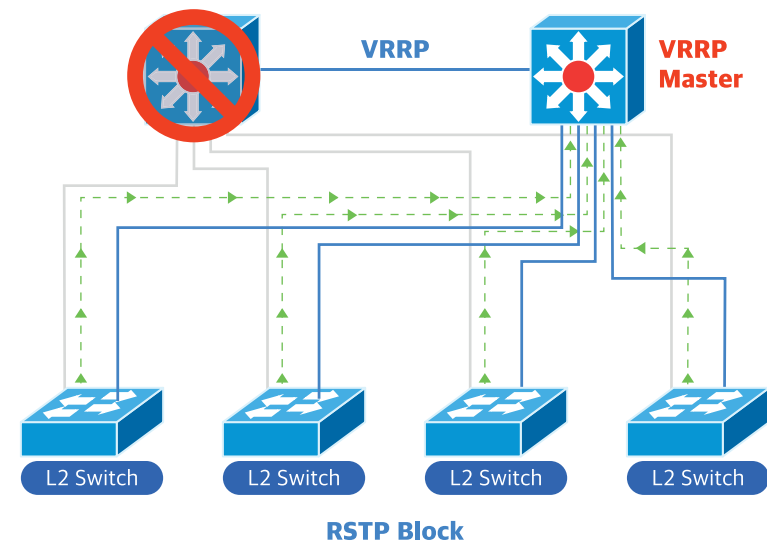 VRRP
VRRP
Master
L2 Switch
L2 Switch
L2 Switch
L2 Switch
RSTP Block